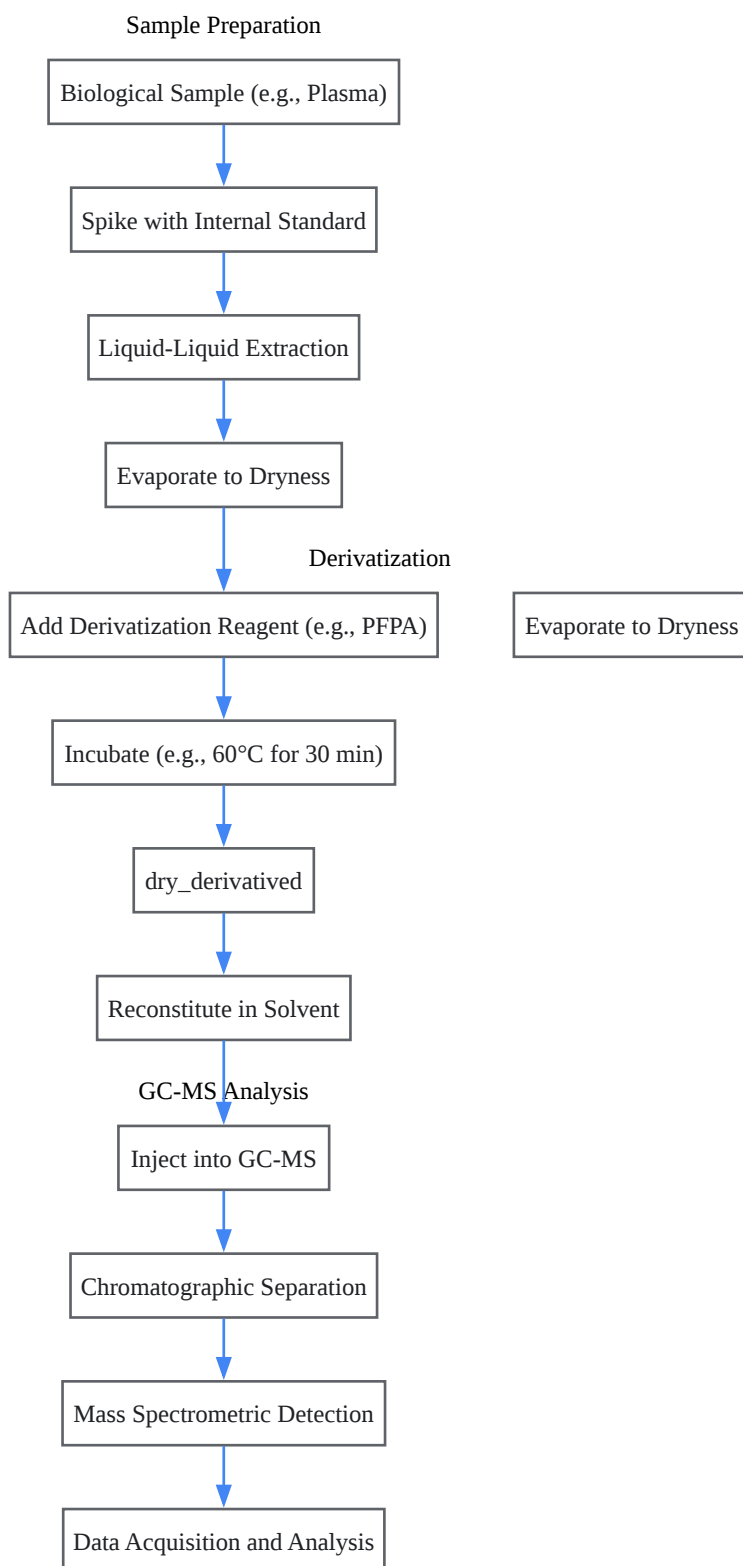 Sample Preparation
Biological Sample (e.g., Plasma)
Spike with Internal Standard
Liquid-Liquid Extraction
Evaporate to Dryness
Derivatization
Add Derivatization Reagent (e.g., PFPA)
Evaporate to Dryness
Incubate (e.g., 60°C for 30 min)
dry_derivatived
Reconstitute in Solvent
GC-MS Analysis
Inject into GC-MS
Chromatographic Separation
Mass Spectrometric Detection
Data Acquisition and Analysis